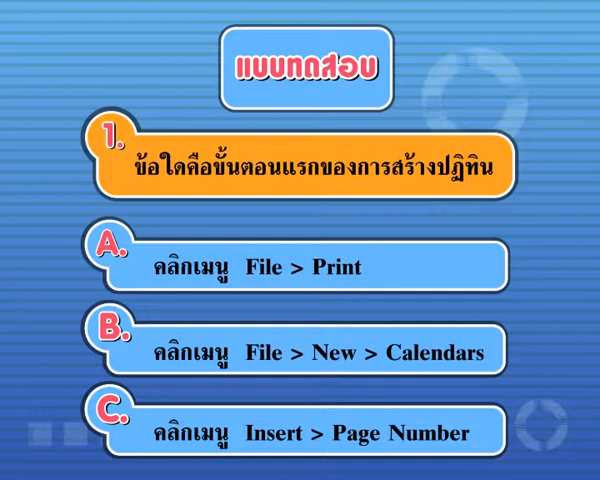 แบบทดสอบ
1.
ข้อใดคือขั้นตอนแรกของการสร้างปฏิทิน
A.
คลิกเมนู File > Print
B.
คลิกเมนู File > New > Calendars
C.
คลิกเมนู Insert > Page Number